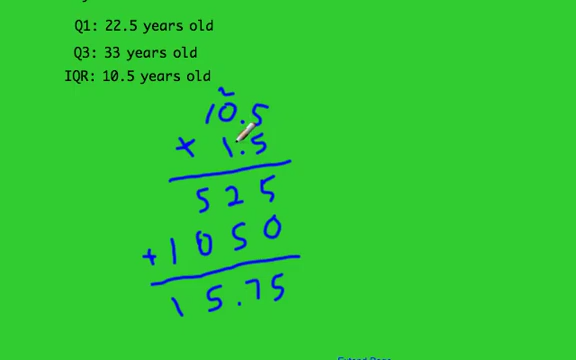 Q1: 22.5 years old
Q3: 33 years old
IQR: 10.5 years old
2
10.5
x 1.5
525
+1050
15.75